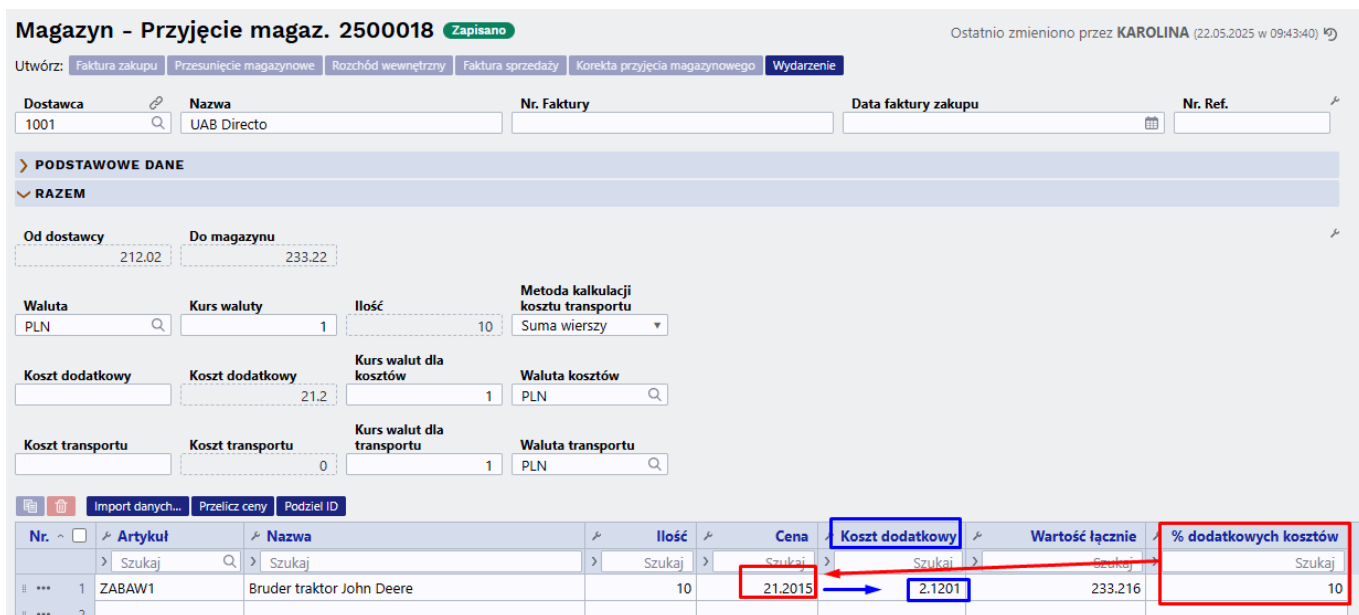 Magazyn - Przyjęcie magaz. 2500018 Zapisano Ostatnio zmieniono przez KAROLINA (22.05.2025 w 09:43:40)
Utwórz: Faktura zakupu Przesunięcie magazynowe Rozchód wewnętrzny Faktura sprzedaży Korekta przyjęcia magazynowego Wydarzenie
Dostawca Nazwa Nr. Faktury Data faktury zakupu Nr. Ref.
1001 UAB Directo
PODSTAWOWE DANE
RAZEM
Od dostawcy Do magazynu
212.02 233.22
Waluta Kurs waluty Ilość Metoda kalkulacji kosztu transportu
PLN 1 10 Suma wierszy
Koszt dodatkowy Koszt dodatkowy Kurs walut dla kosztów Waluta kosztów
21.2 1 PLN
Koszt transportu Koszt transportu Kurs walut dla transportu Waluta transportu
0 1 PLN
Import danych... Przelicz ceny Podziel ID
Nr. Artykuł Nazwa Ilość Cena Koszt dodatkowy Wartość łącznie % dodatkowych kosztów
Szukaj Szukaj Szukaj Szukaj Szukaj Szukaj Szukaj
1 ZABAW1 Bruder traktor John Deere 10 21.2015 2.1201 233.216 10
2